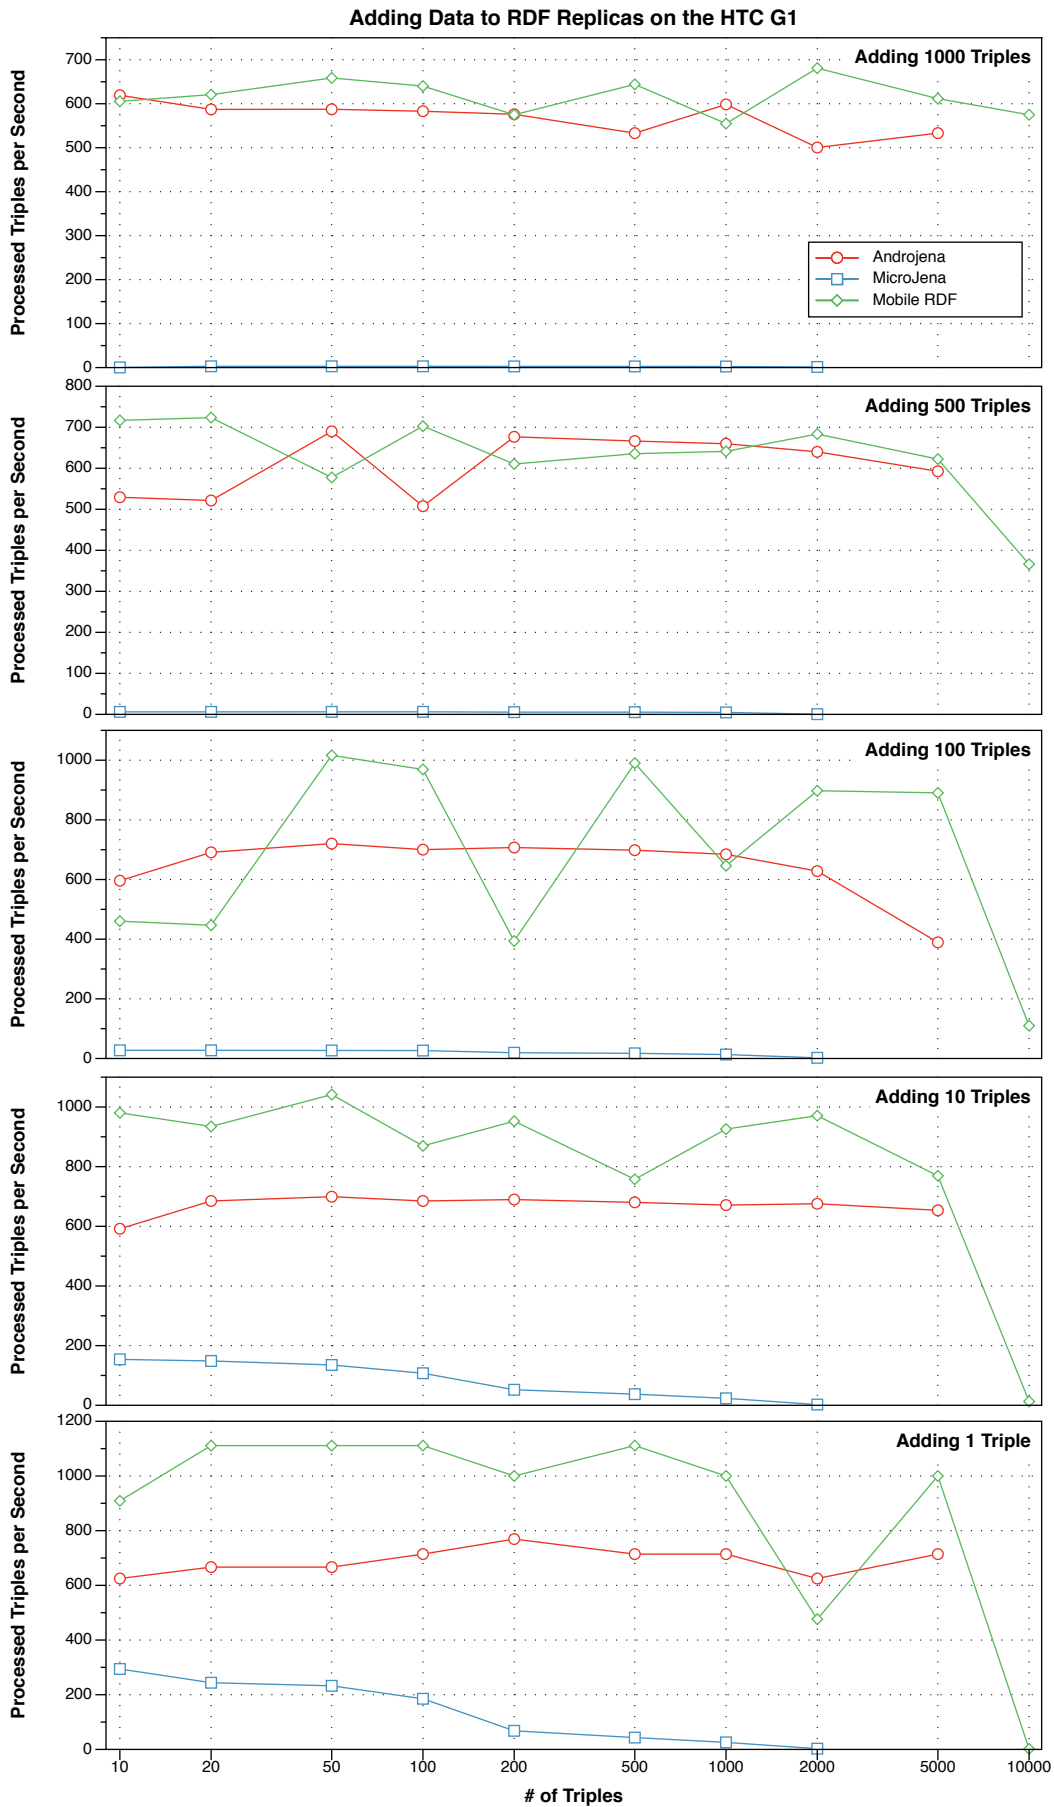 Adding Data to RDF Replicas on the HTC G1
Processed Triples per Second
Adding 1000 Triples
700
600
500
400
300
200
100
0
Androjena
MicroJena
Mobile RDF
Processed Triples per Second
Adding 500 Triples
800
700
600
500
400
300
200
100
0
Processed Triples per Second
Adding 100 Triples
1000
800
600
400
200
0
Processed Triples per Second
Adding 10 Triples
1000
800
600
400
200
0
Processed Triples per Second
Adding 1 Triple
1200
1000
800
600
400
200
0
10 20 50 100 200 500 1000 2000 5000 10000
# of Triples